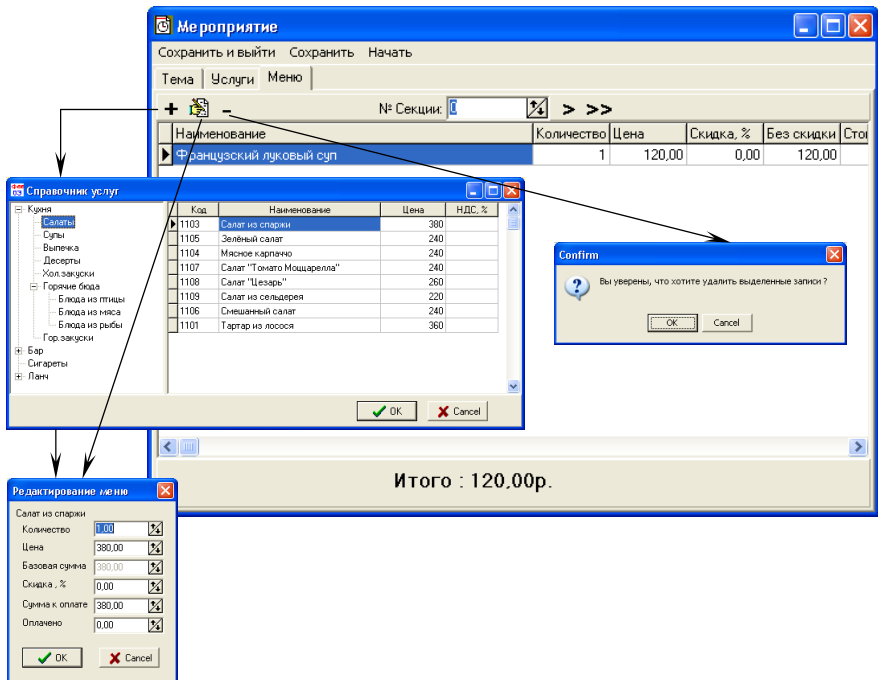 Мероприятие
Сохранить и выйти Сохранить Начать
Тема Услуги Меню
+ - № Секции: 0 > >>
Наименование Количество Цена Скидка, % Без скидки Стои
Французский луковый суп 1 120,00 0,00 120,00
Справочник услуг
Кухня
Салаты
Супы
Выпечка
Десерты
Хол.закуски
Горячие бюда
Блюда из птицы
Блюда из мяса
Блюда из рыбы
Гор.закуски
Бар
Сигареты
Ланч
Код Наименование Цена НДС, %
1103 Салат из спаржи 380
1105 Зелёный салат 240
1104 Мясное карпаччо 240
1107 Салат "Томато Моццарелла" 240
1108 Салат "Цезарь" 260
1109 Салат из сельдерея 220
1106 Смешанный салат 240
1101 Тартар из лосося 360
OK Cancel
Confirm
Вы уверены, что хотите удалить выделенные записи ?
OK Cancel
Итого : 120,00р.
Редактирование меню
Салат из спаржи
Количество 1,00
Цена 380,00
Базовая сумма 380,00
Скидка , % 0,00
Сумма к оплате 380,00
Оплачено 0,00
OK Cancel